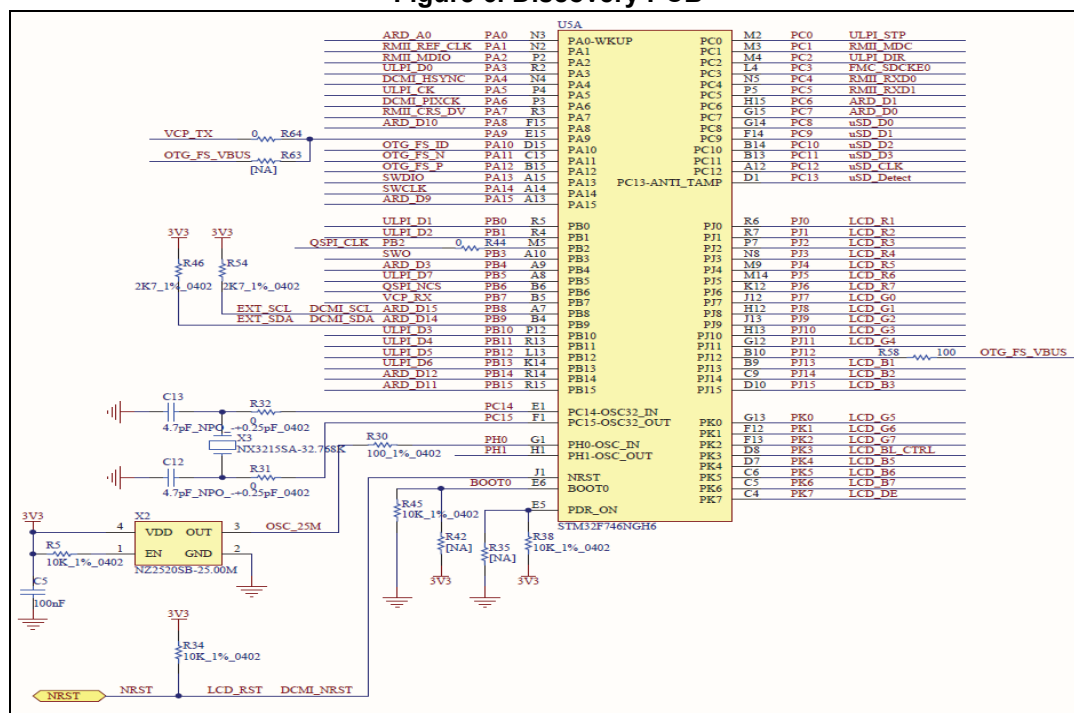 Figure 6. Discovery PCB
U5A
ARD_A0 PA0 N3 PA0-WKUP PC0 M2 PC0 ULPI_STP
RMII_REF_CLK PA1 N2 PA1 PC1 M3 PC1 RMII_MDC
RMII_MDIO PA2 P2 PA2 PC2 M4 PC2 ULPI_DIR
ULPI_D0 PA3 R2 PA3 PC3 L4 PC3 FMC_SDCKE0
DCMI_HSYNC PA4 N4 PA4 PC4 N5 PC4 RMII_RXD0
ULPI_CK PA5 P4 PA5 PC5 P5 PC5 RMII_RXD1
DCMI_PIXCK PA6 P3 PA6 PC6 H15 PC6 ARD_D1
RMII_CRS_DV PA7 R3 PA7 PC7 G15 PC7 ARD_D0
ARD_D10 PA8 F15 PA8 PC8 G14 PC8 uSD_D0
VCP_TX 0 R64 PA9 E15 PA9 PC9 F14 PC9 uSD_D1
OTG_FS_ID PA10 D15 PA10 PC10 B14 PC10 uSD_D2
OTG_FS_VBUS R63 OTG_FS_N PA11 C15 PA11 PC11 B13 PC11 uSD_D3
[NA] OTG_FS_P PA12 B15 PA12 PC12 A12 PC12 uSD_CLK
SWDIO PA13 A15 PA13 PC13-ANTI_TAMP D1 PC13 uSD_Detect
SWCLK PA14 A14 PA14
ARD_D9 PA15 A13 PA15
ULPI_D1 PB0 R5 PB0 PJ0 R6 PJ0 LCD_R1
ULPI_D2 PB1 R4 PB1 PJ1 R7 PJ1 LCD_R2
3V3 3V3 QSPI_CLK PB2 0 R44 M5 PB2 PJ2 P7 PJ2 LCD_R3
SWO PB3 A10 PB3 PJ3 N8 PJ3 LCD_R4
R46 R54 ARD_D3 PB4 A9 PB4 PJ4 M9 PJ4 LCD_R5
ULPI_D7 PB5 A8 PB5 PJ5 M14 PJ5 LCD_R6
2K7_1%_0402 2K7_1%_0402 QSPI_NCS PB6 B6 PB6 PJ6 K12 PJ6 LCD_R7
VCP_RX PB7 B5 PB7 PJ7 J12 PJ7 LCD_G0
EXT_SCL DCMI_SCL ARD_D15 PB8 A7 PB8 PJ8 H12 PJ8 LCD_G1
EXT_SDA DCMI_SDA ARD_D14 PB9 B4 PB9 PJ9 J13 PJ9 LCD_G2
ULPI_D3 PB10 P12 PB10 PJ10 H13 PJ10 LCD_G3
ULPI_D4 PB11 R13 PB11 PJ11 G12 PJ11 LCD_G4
ULPI_D5 PB12 L13 PB12 PJ12 B10 PJ12 R58 100 OTG_FS_VBUS
ULPI_D6 PB13 K14 PB13 PJ13 B9 PJ13 LCD_B1
ARD_D12 PB14 R14 PB14 PJ14 C9 PJ14 LCD_B2
ARD_D11 PB15 R15 PB15 PJ15 D10 PJ15 LCD_B3
C13 R32 PC14 E1 PC14-OSC32_IN
4.7pF_NPO_-+0.25pF_0402 0 PC15 F1 PC15-OSC32_OUT PK0 G13 PK0 LCD_G5
X3 PK1 F12 PK1 LCD_G6
NX3215SA-32.768K R30 PH0 G1 PH0-OSC_IN PK2 F13 PK2 LCD_G7
100_1%_0402 PH1 H1 PH1-OSC_OUT PK3 D8 PK3 LCD_BL_CTRL
C12 R31 PK4 D7 PK4 LCD_B5
4.7pF_NPO_-+0.25pF_0402 0 J1 NRST PK5 C6 PK5 LCD_B6
BOOT0 E6 BOOT0 PK6 C5 PK6 LCD_B7
PK7 C4 PK7 LCD_DE
E5 PDR_ON
STM32F746NGH6
R45
10K_1%_0402
3V3 X2
4 VDD OUT 3 OSC_25M
R42 R35 R38
[NA] [NA] 10K_1%_0402
R5 1 EN GND 2
10K_1%_0402 NZ2520SB-25.00M
3V3 3V3
C5
100nF
3V3
R34
10K_1%_0402
NRST NRST LCD_RST DCMI_NRST